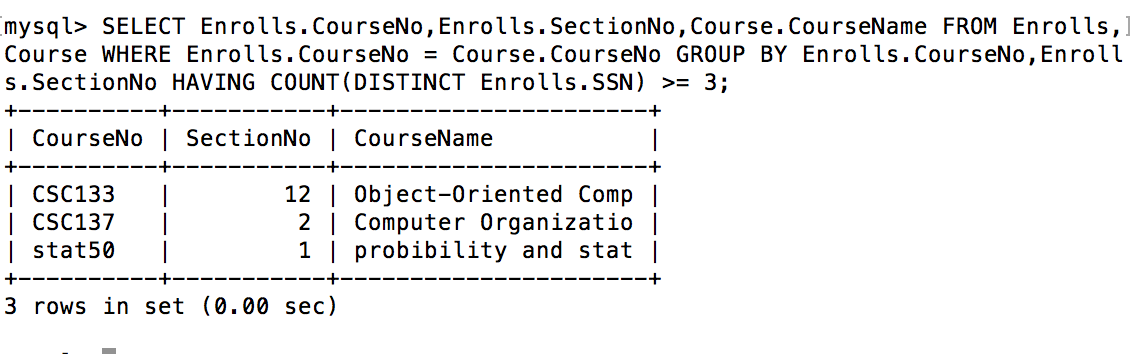 mysql> SELECT Enrolls.CourseNo,Enrolls.SectionNo,Course.CourseName FROM Enrolls,
Course WHERE Enrolls.CourseNo = Course.CourseNo GROUP BY Enrolls.CourseNo,Enroll
s.SectionNo HAVING COUNT(DISTINCT Enrolls.SSN) >= 3;
+----------+-----------+----------------------+
| CourseNo | SectionNo | CourseName           |
+----------+-----------+----------------------+
| CSC133   |        12 | Object-Oriented Comp |
| CSC137   |         2 | Computer Organizatio |
| stat50   |         1 | probibility and stat |
+----------+-----------+----------------------+
3 rows in set (0.00 sec)